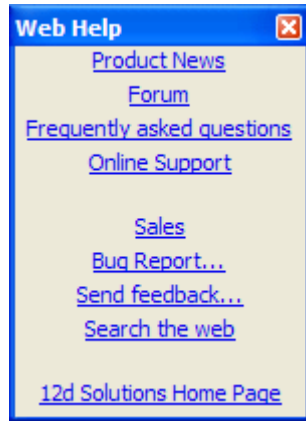 Web Help
Product News
Forum
Frequently asked questions
Online Support
Sales
Bug Report...
Send feedback...
Search the web
12d Solutions Home Page